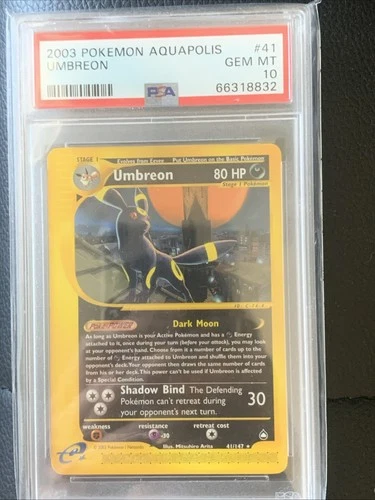 2003 POKEMON AQUAPOLIS #41
UMBREON GEM MT
10
PSA 66318832
STAGE 1 Evolves from Eevee Put Umbreon on the Basic Pokémon
Umbreon 80 HP
Stage 1 Pokémon
Poké-Power Dark Moon
As long as Umbreon is your Active Pokémon and has a Energy
attached to it, once during your turn (before your attack), you may look
at your opponent's hand. Choose from it a number of cards up to the
number of Energy attached to Umbreon and shuffle them into your
opponent's deck. Your opponent then draws the same number of cards
from his or her deck. This power can't be used if Umbreon is affected
by a Special Condition.
Shadow Bind The Defending
Pokémon can't retreat during
your opponent's next turn.
30
weakness resistance retreat cost
-30
e Illus. Mitsuhiro Arita 41/147 ★